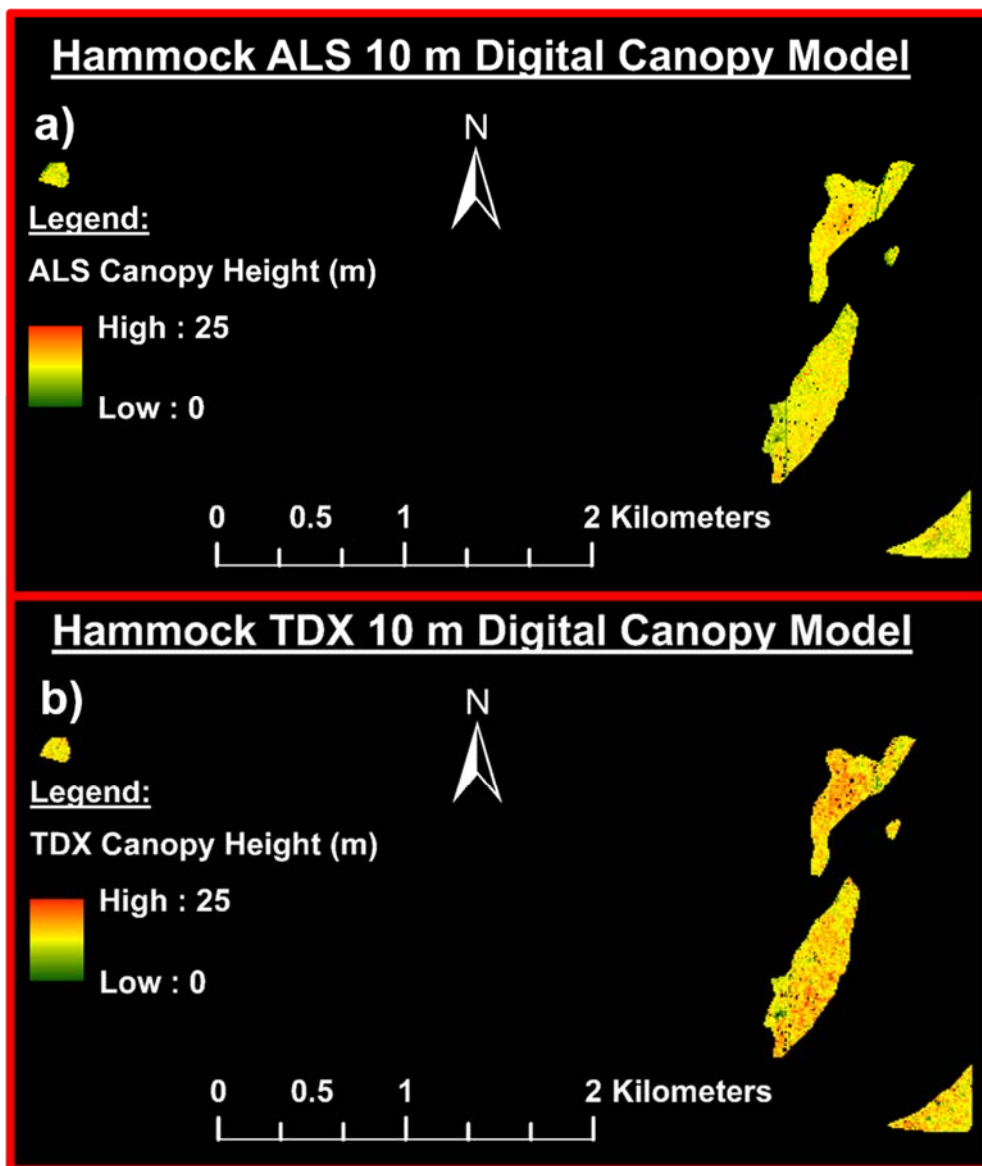 Hammock ALS 10 m Digital Canopy Model
a)
N
Legend:
ALS Canopy Height (m)
High : 25
Low : 0
0 0.5 1 2 Kilometers
Hammock TDX 10 m Digital Canopy Model
b)
N
Legend:
TDX Canopy Height (m)
High : 25
Low : 0
0 0.5 1 2 Kilometers